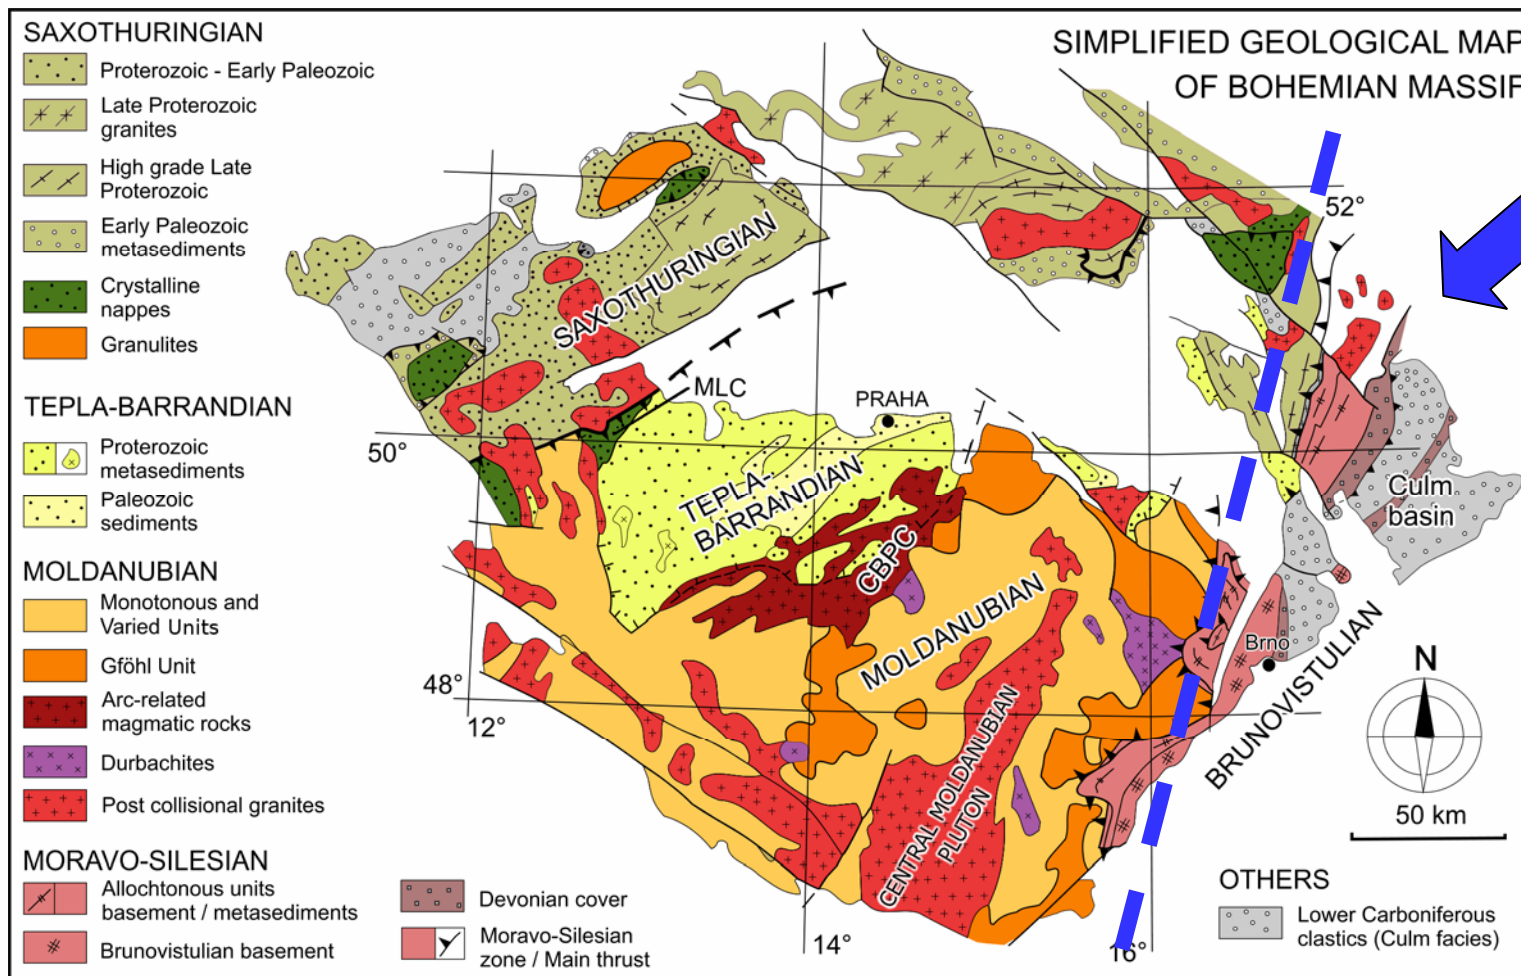 SIMPLIFIED GEOLOGICAL MAP
OF BOHEMIAN MASSIF
SAXOTHURINGIAN
Proterozoic - Early Paleozoic
Late Proterozoic
granites
High grade Late
Proterozoic
Early Paleozoic
metasediments
Crystalline
nappes
Granulites
TEPLA-BARRANDIAN
Proterozoic
metasediments
Paleozoic
sediments
MOLDANUBIAN
Monotonous and
Varied Units
Gföhl Unit
Arc-related
magmatic rocks
Durbachites
Post collisional granites
MORAVO-SILESIAN
Allochtonous units
basement / metasediments
Brunovistulian basement
Devonian cover
Moravo-Silesian
zone / Main thrust
OTHERS
Lower Carboniferous
clastics (Culm facies)
52°
50°
48°
12°
14°
16°
SAXOTHURINGIAN
MLC
PRAHA
TEPLA-
BARRANDIAN
CBPC
MOLDANUBIAN
CENTRAL MOLDANUBIAN
PLUTON
Culm
basin
Brno
BRUNOVISTULIAN
N
50 km